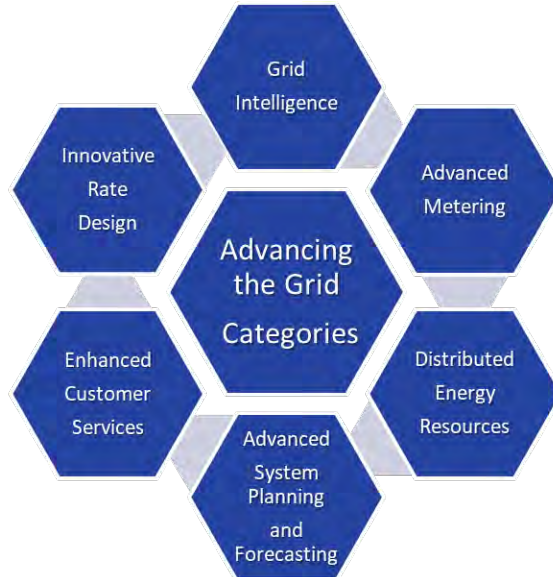 Grid
Intelligence
Innovative
Rate
Design
Advanced
Metering
Advancing
the Grid
Categories
Enhanced
Customer
Services
Distributed
Energy
Resources
Advanced
System
Planning
and
Forecasting